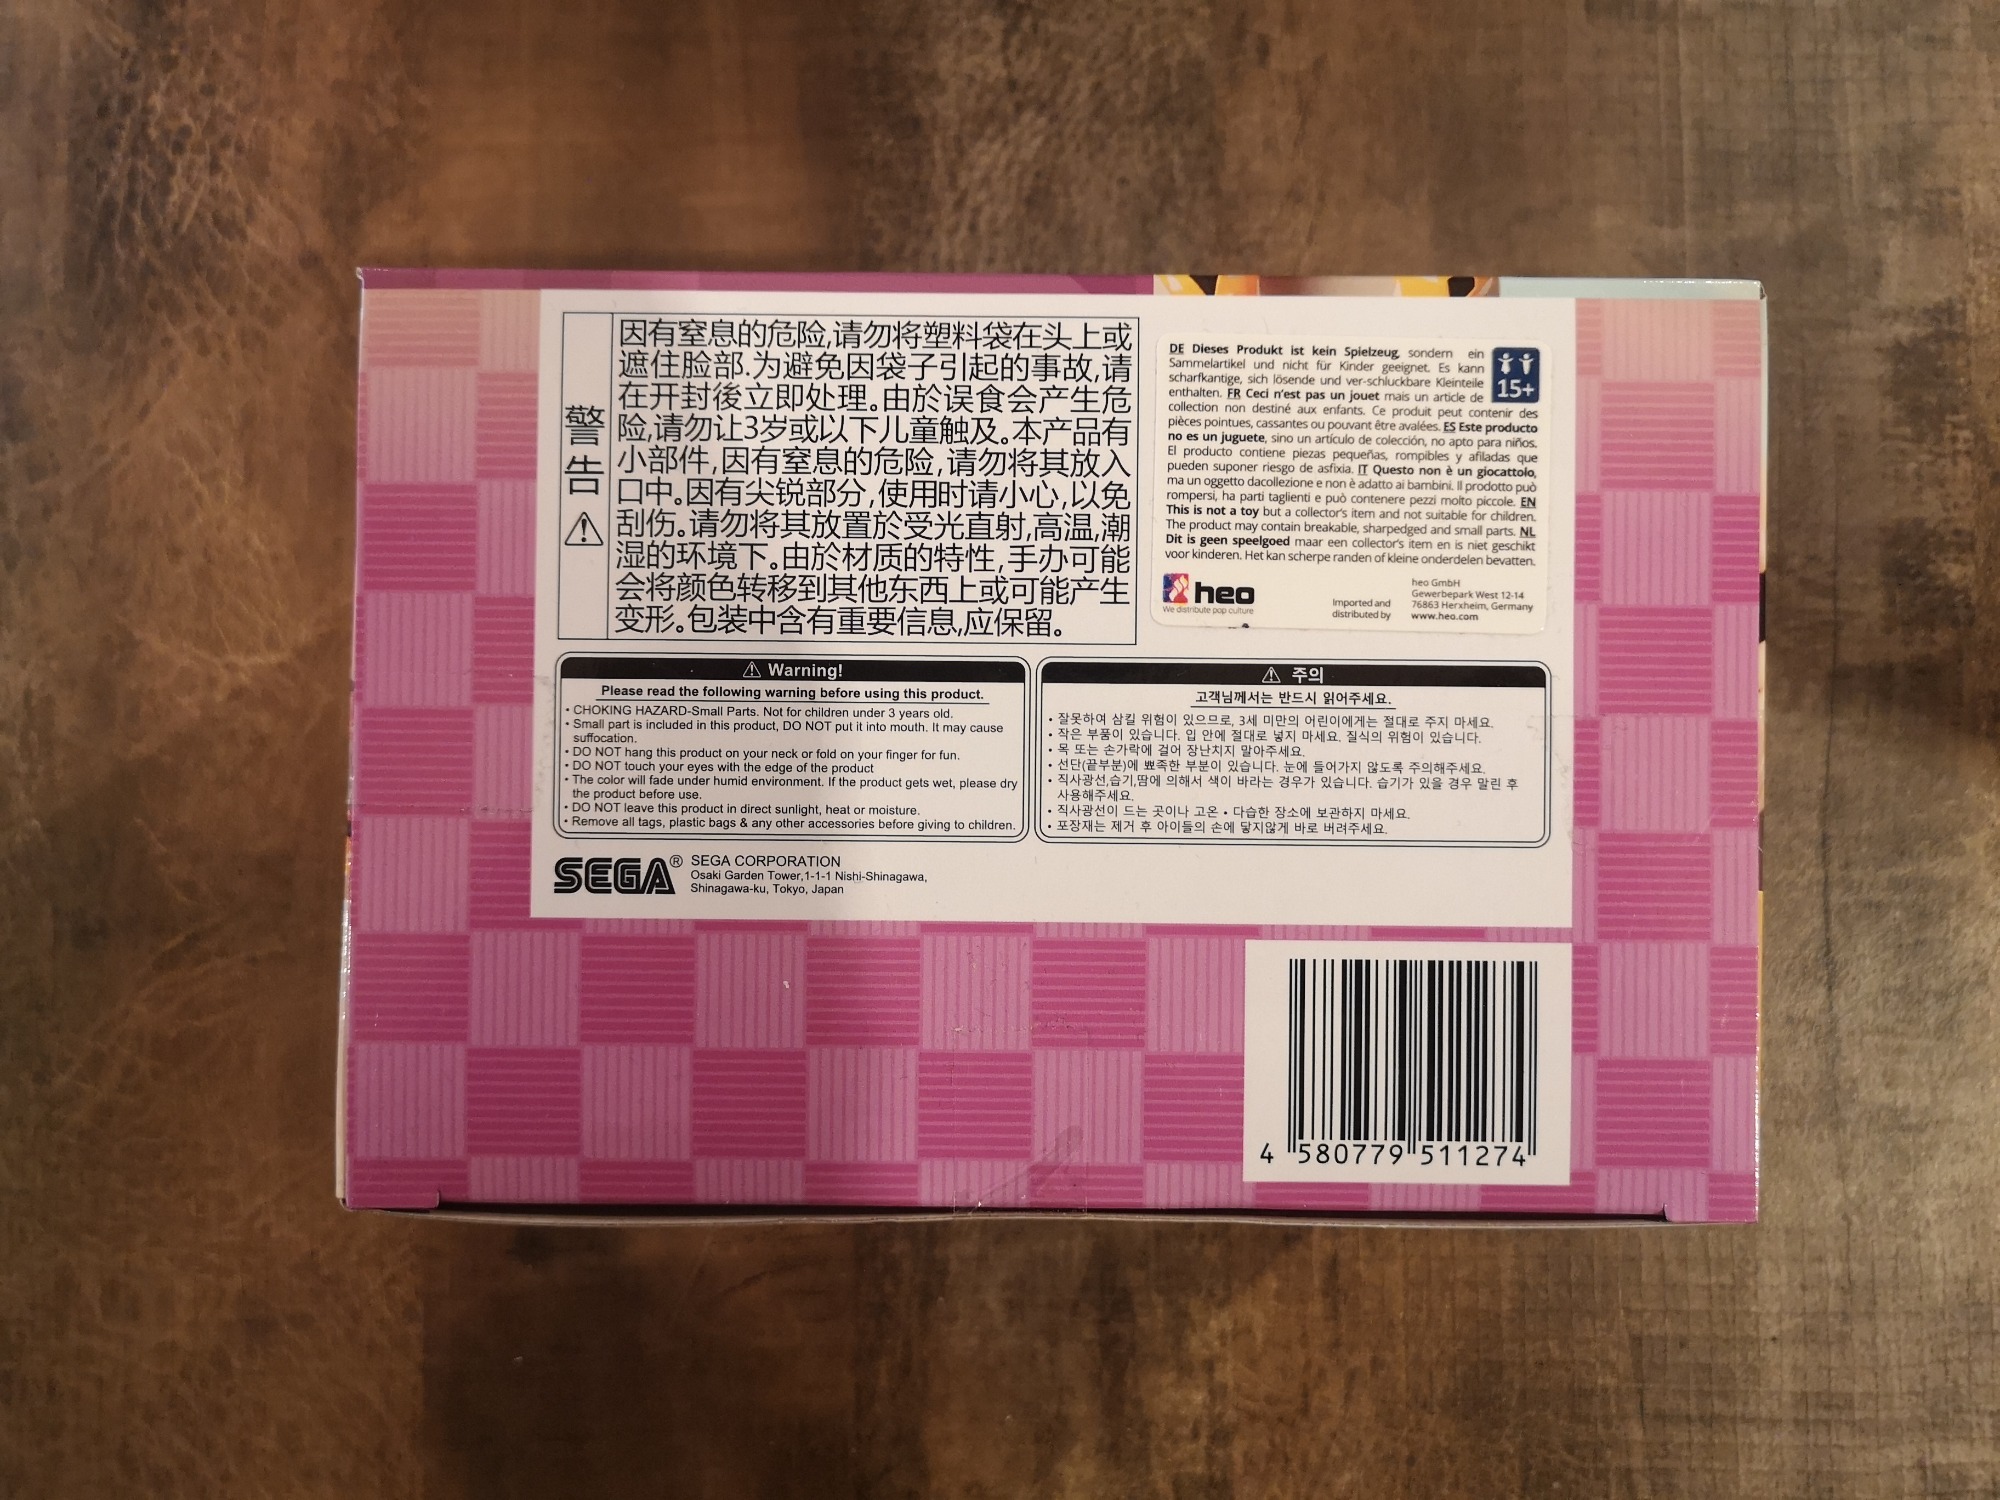 警告
因有窒息的危险,请勿将塑料袋在头上或
遮住脸部.为避免因袋子引起的事故,请
在开封後立即处理。由於误食会产生危
险,请勿让3岁或以下儿童触及。本产品有
小部件,因有窒息的危险,请勿将其放入
口中。因有尖锐部分,使用时请小心,以免
刮伤。请勿将其放置於受光直射,高温,潮
湿的环境下。由於材质的特性,手办可能
会将颜色转移到其他东西上或可能产生
变形。包装中含有重要信息,应保留。
DE Dieses Produkt ist kein Spielzeug, sondern ein
Sammelartikel und nicht für Kinder geeignet. Es kann
scharfkantige, sich lösende und ver-schluckbare Kleinteile
enthalten. FR Ceci n'est pas un jouet mais un article de
collection non destiné aux enfants. Ce produit peut contenir des
pièces pointues, cassantes ou pouvant être avalées. ES Este producto
no es un juguete, sino un artículo de colección, no apto para niños.
El producto contiene piezas pequeñas, rompibles y afiladas que
pueden suponer riesgo de asfixia. IT Questo non è un giocattolo,
ma un oggetto dacollezione e non è adatto ai bambini. Il prodotto può
rompersi, ha parti taglienti e può contenere pezzi molto piccole. EN
This is not a toy but a collector's item and not suitable for children.
The product may contain breakable, sharpedged and small parts. NL
Dit is geen speelgoed maar een collector's item en is niet geschikt
voor kinderen. Het kan scherpe randen of kleine onderdelen bevatten.
15+
heo
We distribute pop culture
Imported and
distributed by
heo GmbH
Gewerbepark West 12-14
76863 Herxheim, Germany
www.heo.com
Warning!
Please read the following warning before using this product.
• CHOKING HAZARD-Small Parts. Not for children under 3 years old.
• Small part is included in this product, DO NOT put it into mouth. It may cause
suffocation.
• DO NOT hang this product on your neck or fold on your finger for fun.
• DO NOT touch your eyes with the edge of the product
• The color will fade under humid environment. If the product gets wet, please dry
the product before use.
• DO NOT leave this product in direct sunlight, heat or moisture.
• Remove all tags, plastic bags & any other accessories before giving to children.
주의
고객님께서는 반드시 읽어주세요.
• 잘못하여 삼킬 위험이 있으므로, 3세 미만의 어린이에게는 절대로 주지 마세요.
• 작은 부품이 있습니다. 입 안에 절대로 넣지 마세요. 질식의 위험이 있습니다.
• 목 또는 손가락에 걸어 장난치지 말아주세요.
• 선단(끝부분)에 뾰족한 부분이 있습니다. 눈에 들어가지 않도록 주의해주세요.
• 직사광선,습기,땀에 의해서 색이 바라는 경우가 있습니다. 습기가 있을 경우 말린 후
사용해주세요.
• 직사광선이 드는 곳이나 고온 • 다습한 장소에 보관하지 마세요.
• 포장재는 제거 후 아이들의 손에 닿지않게 바로 버려주세요.
SEGA®
SEGA CORPORATION
Osaki Garden Tower,1-1-1 Nishi-Shinagawa,
Shinagawa-ku, Tokyo, Japan
4 580779 511274